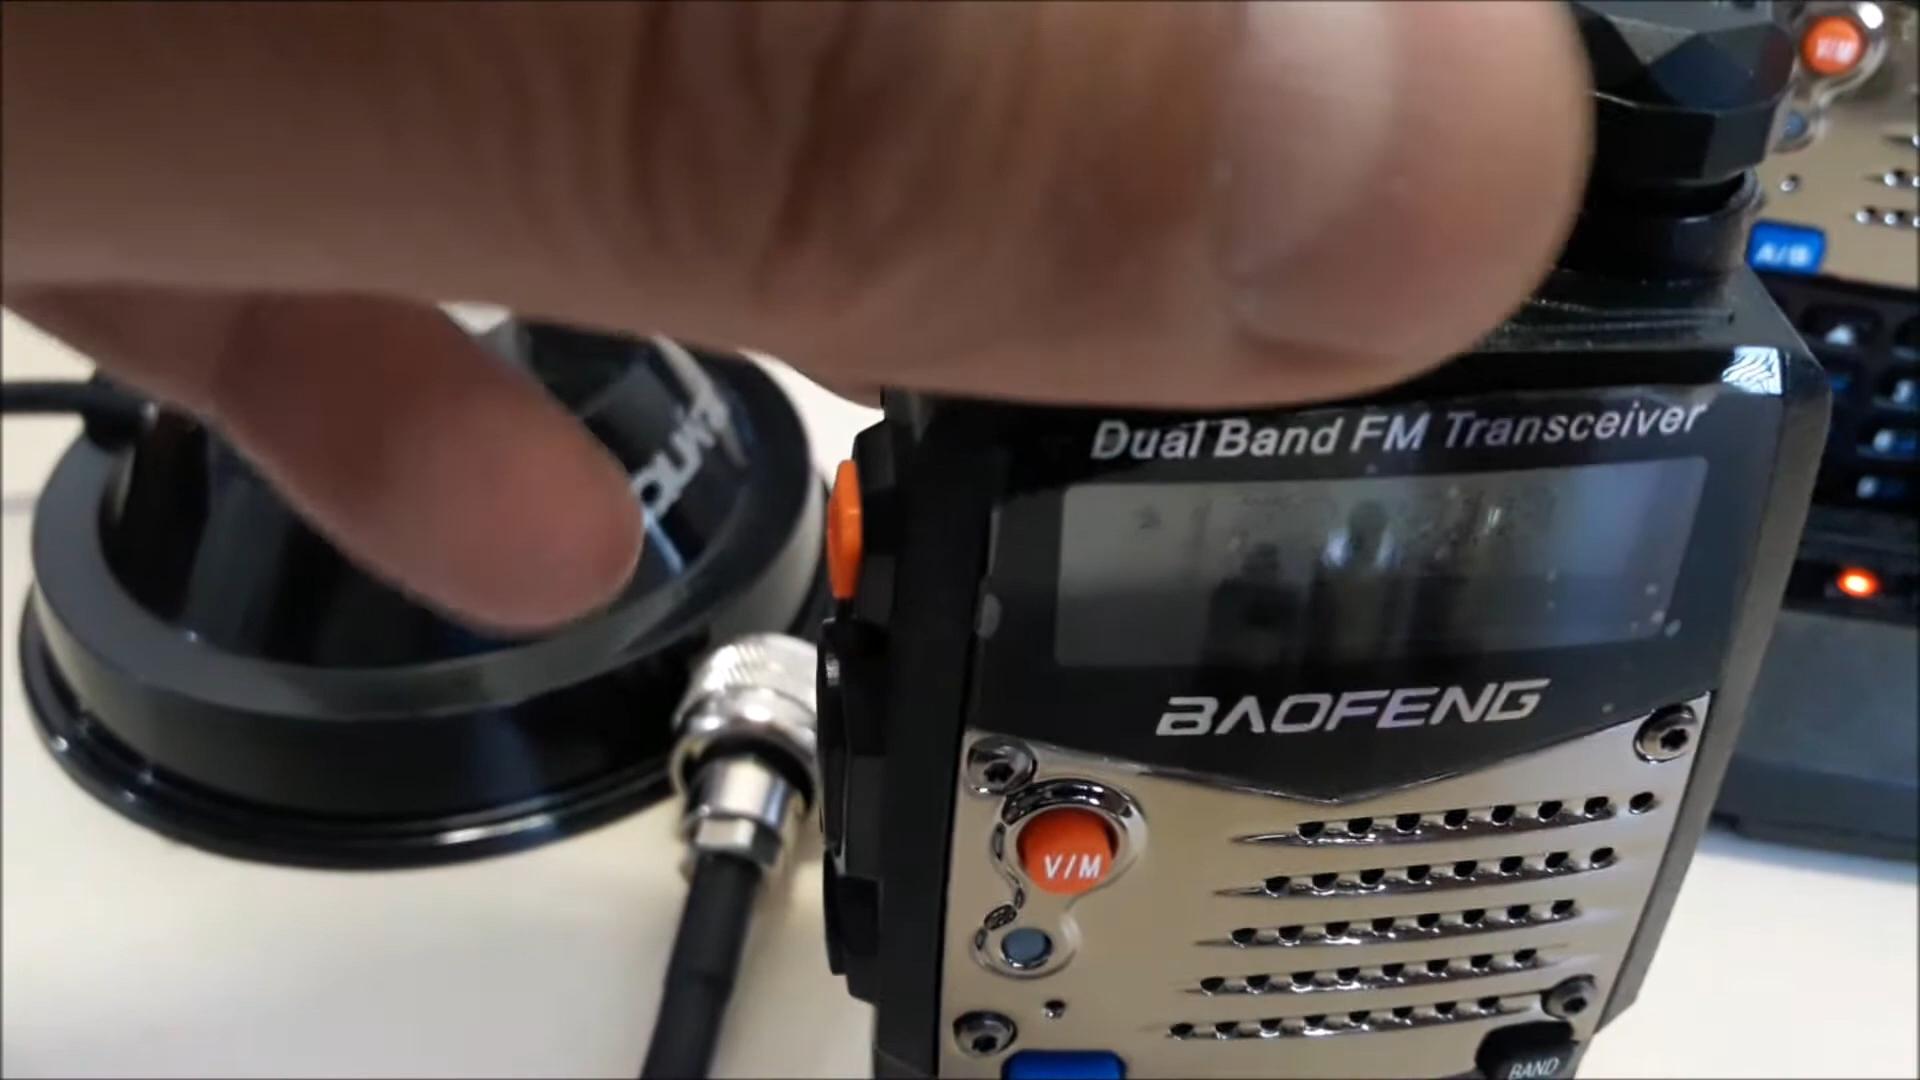 V/M
A/B
Dual Band FM Transceiver
BAOFENG
V/M
BAND